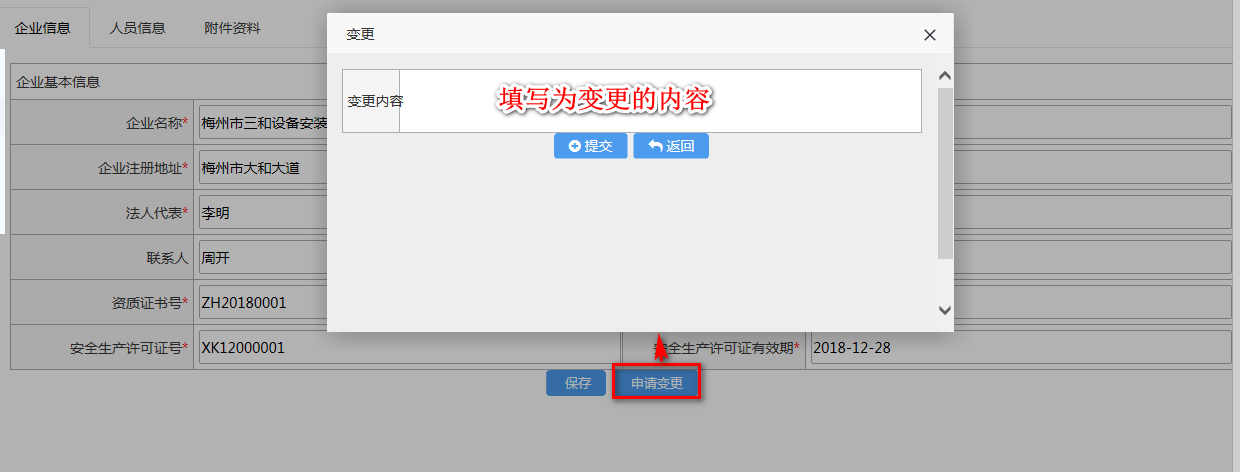 企业信息 人员信息 附件资料
变更
企业基本信息
变更内容 填写为变更的内容
提交 返回
企业名称* 梅州市三和设备安装
企业注册地址* 梅州市大和大道
法人代表* 李明
联系人 周开
资质证书号* ZH20180001
安全生产许可证号* XK12000001 安全生产许可证有效期* 2018-12-28
保存 申请变更